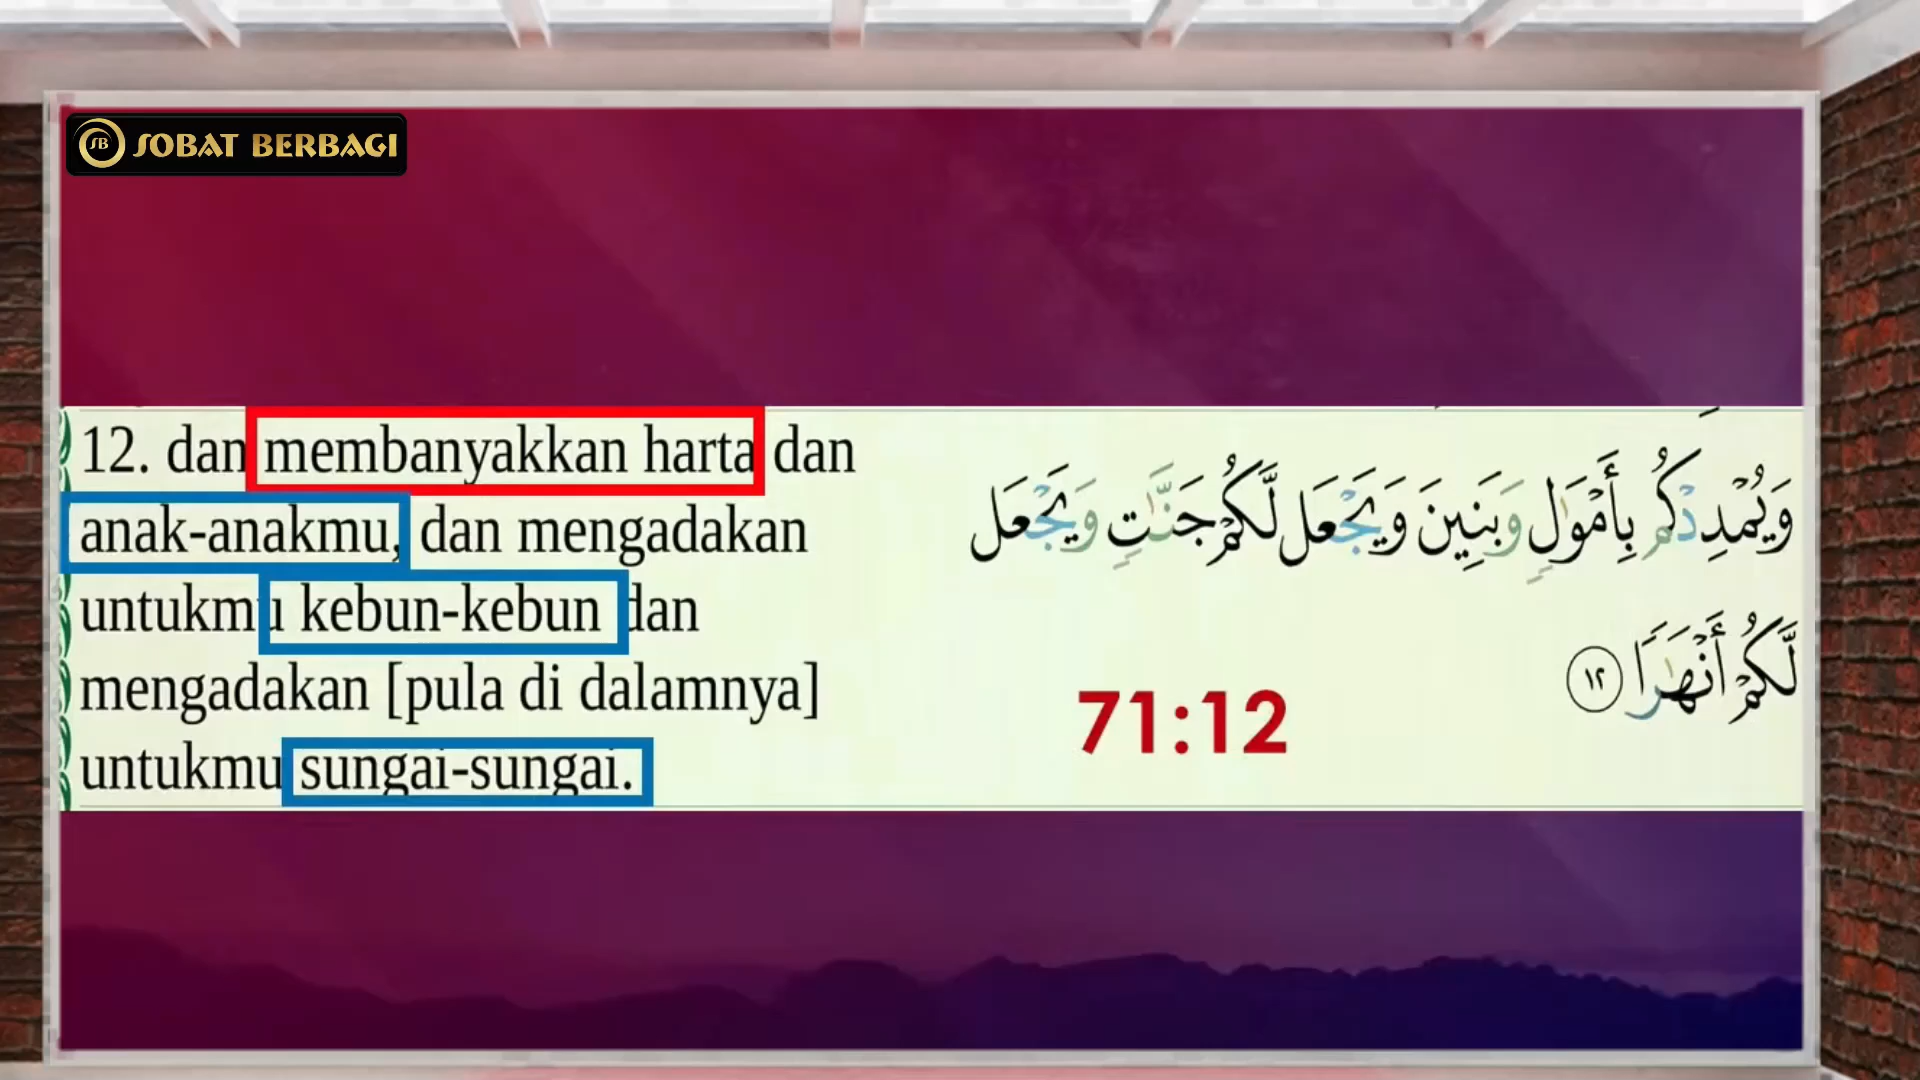 SB SOBAT BERBAGI
12. dan membanyakkan harta dan
anak-anakmu, dan mengadakan
untukmu kebun-kebun dan
mengadakan [pula di dalamnya]
untukmu sungai-sungai.
وَيُمْدِدْكُم بِأَمْوَٰلٍ وَبَنِينَ وَيَجْعَل لَّكُمْ جَنَّٰتٍ وَيَجْعَل
لَّكُمْ أَنْهَٰرًا ١٢
71:12